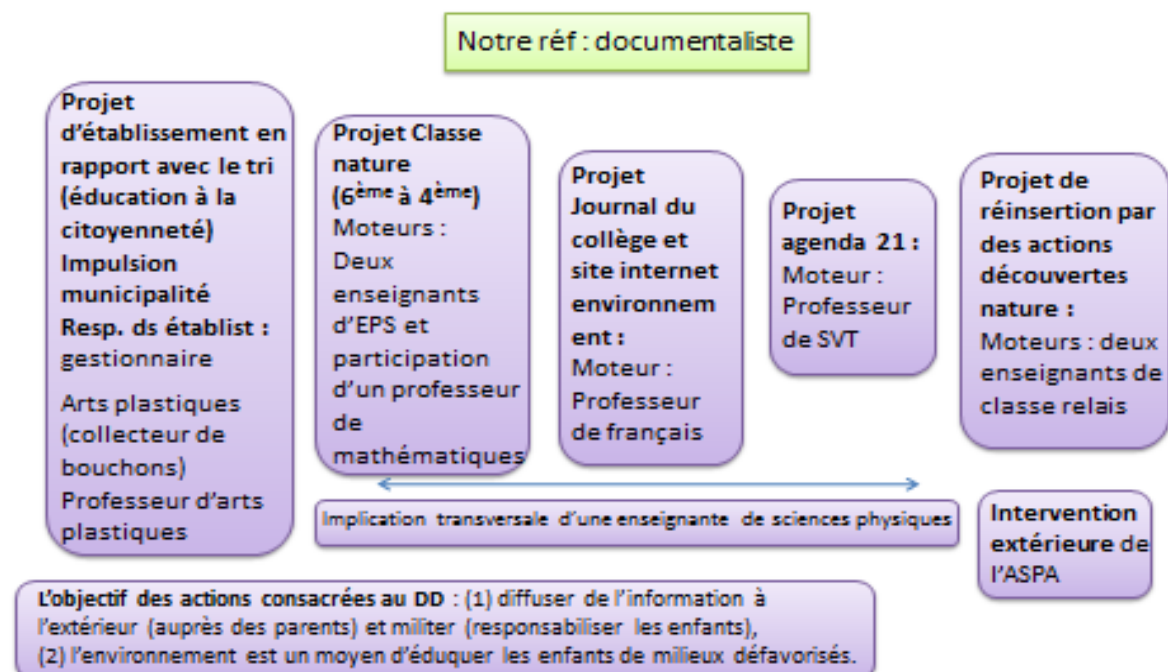 Notre réf : documentaliste
Projet
d'établissement en
rapport avec le tri
(éducation à la
citoyenneté)
Impulsion
municipalité
Resp. ds établist :
gestionnaire
Arts plastiques
(collecteur de
bouchons)
Professeur d'arts
plastiques
Projet Classe
nature
(6ème à 4ème)
Moteurs :
Deux
enseignants
d'EPS et
participation
d'un professeur
de
mathématiques
Projet
Journal du
collège et
site internet
environnem
ent :
Moteur :
Professeur
de français
Projet
agenda 21 :
Moteur :
Professeur
de SVT
Projet de
réinsertion par
des actions
découvertes
nature :
Moteurs : deux
enseignants de
classe relais
Implication transversale d'une enseignante de sciences physiques
Intervention
extérieure de
l'ASPA
L'objectif des actions consacrées au DD : (1) diffuser de l'information à
l'extérieur (auprès des parents) et militer (responsabiliser les enfants),
(2) l'environnement est un moyen d'éduquer les enfants de milieux défavorisés.